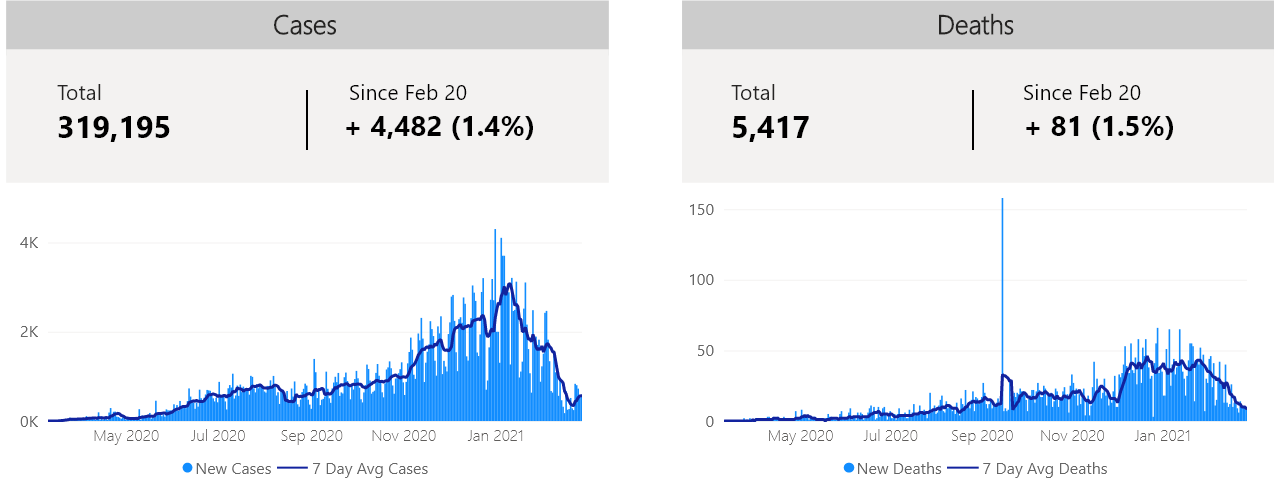 Cases
Total
Since Feb 20
319,195
+ 4,482 (1.4%)
4K
2K
0K
May 2020
Jul 2020
Sep 2020
Nov 2020
Jan 2021
New Cases
7 Day Avg Cases
Deaths
Total
Since Feb 20
5,417
+ 81 (1.5%)
150
100
50
0
May 2020
Jul 2020
Sep 2020
Nov 2020
Jan 2021
New Deaths
7 Day Avg Deaths